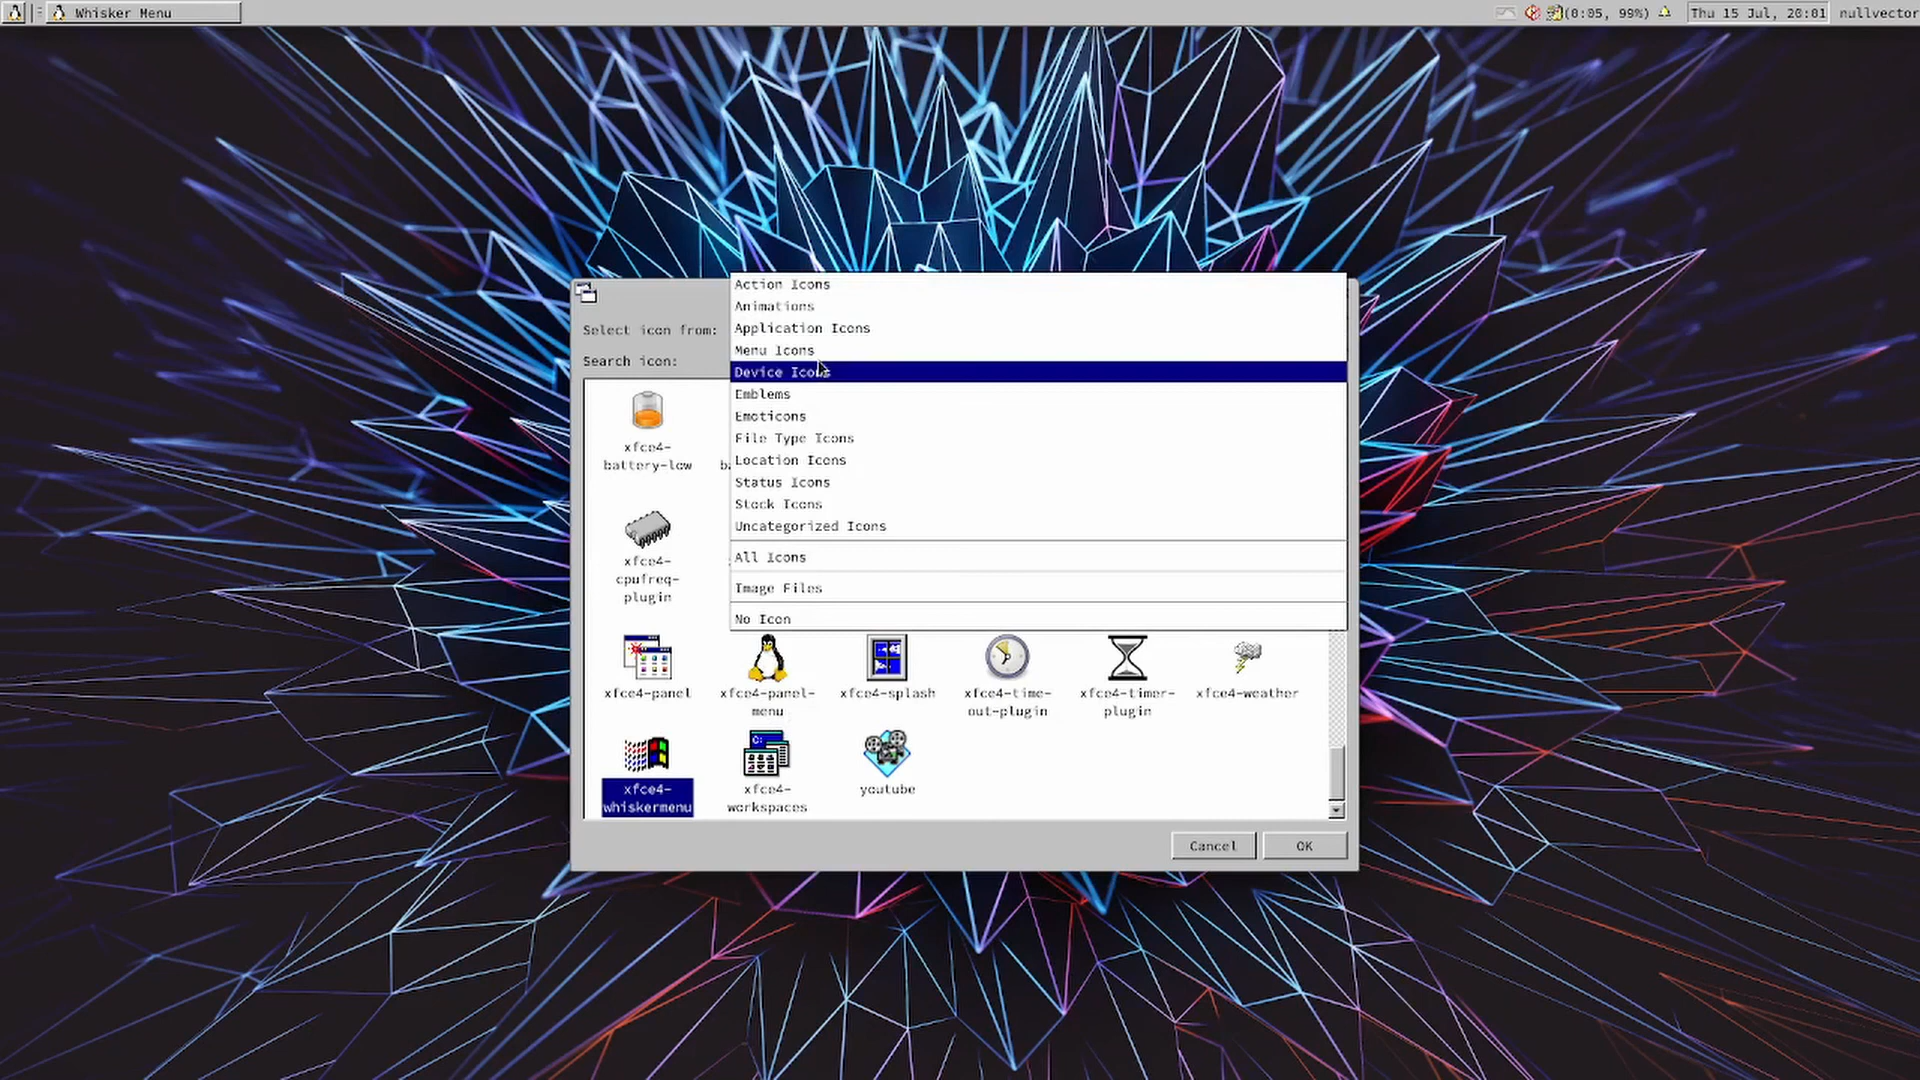 Whisker Menu
(0:05, 99%)
Thu 15 Jul, 20:01
nullvector
Select icon from:
Search icon:
Action Icons
Animations
Application Icons
Menu Icons
Device Icons
Emblems
Emoticons
File Type Icons
Location Icons
Status Icons
Stock Icons
Uncategorized Icons
All Icons
Image Files
No Icon
xfce4-
battery-low
xfce4-
cpufreq-
plugin
xfce4-panel
xfce4-panel-
menu
xfce4-splash
xfce4-time-
out-plugin
xfce4-timer-
plugin
xfce4-weather
xfce4-
whiskermenu
xfce4-
workspaces
youtube
Cancel
OK